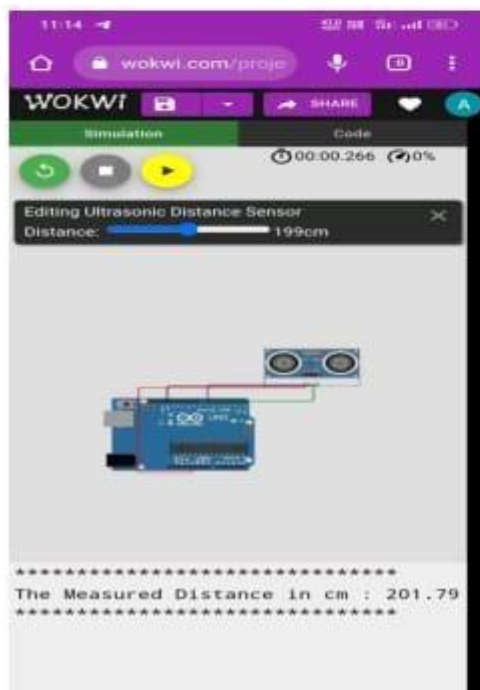 11:14
wokwi.com/proje
WOKWI SHARE A
Simulation Code
00:00.266 0%
Editing Ultrasonic Distance Sensor
Distance: 199cm
UNO
********************************
The Measured Distance in cm : 201.79
********************************